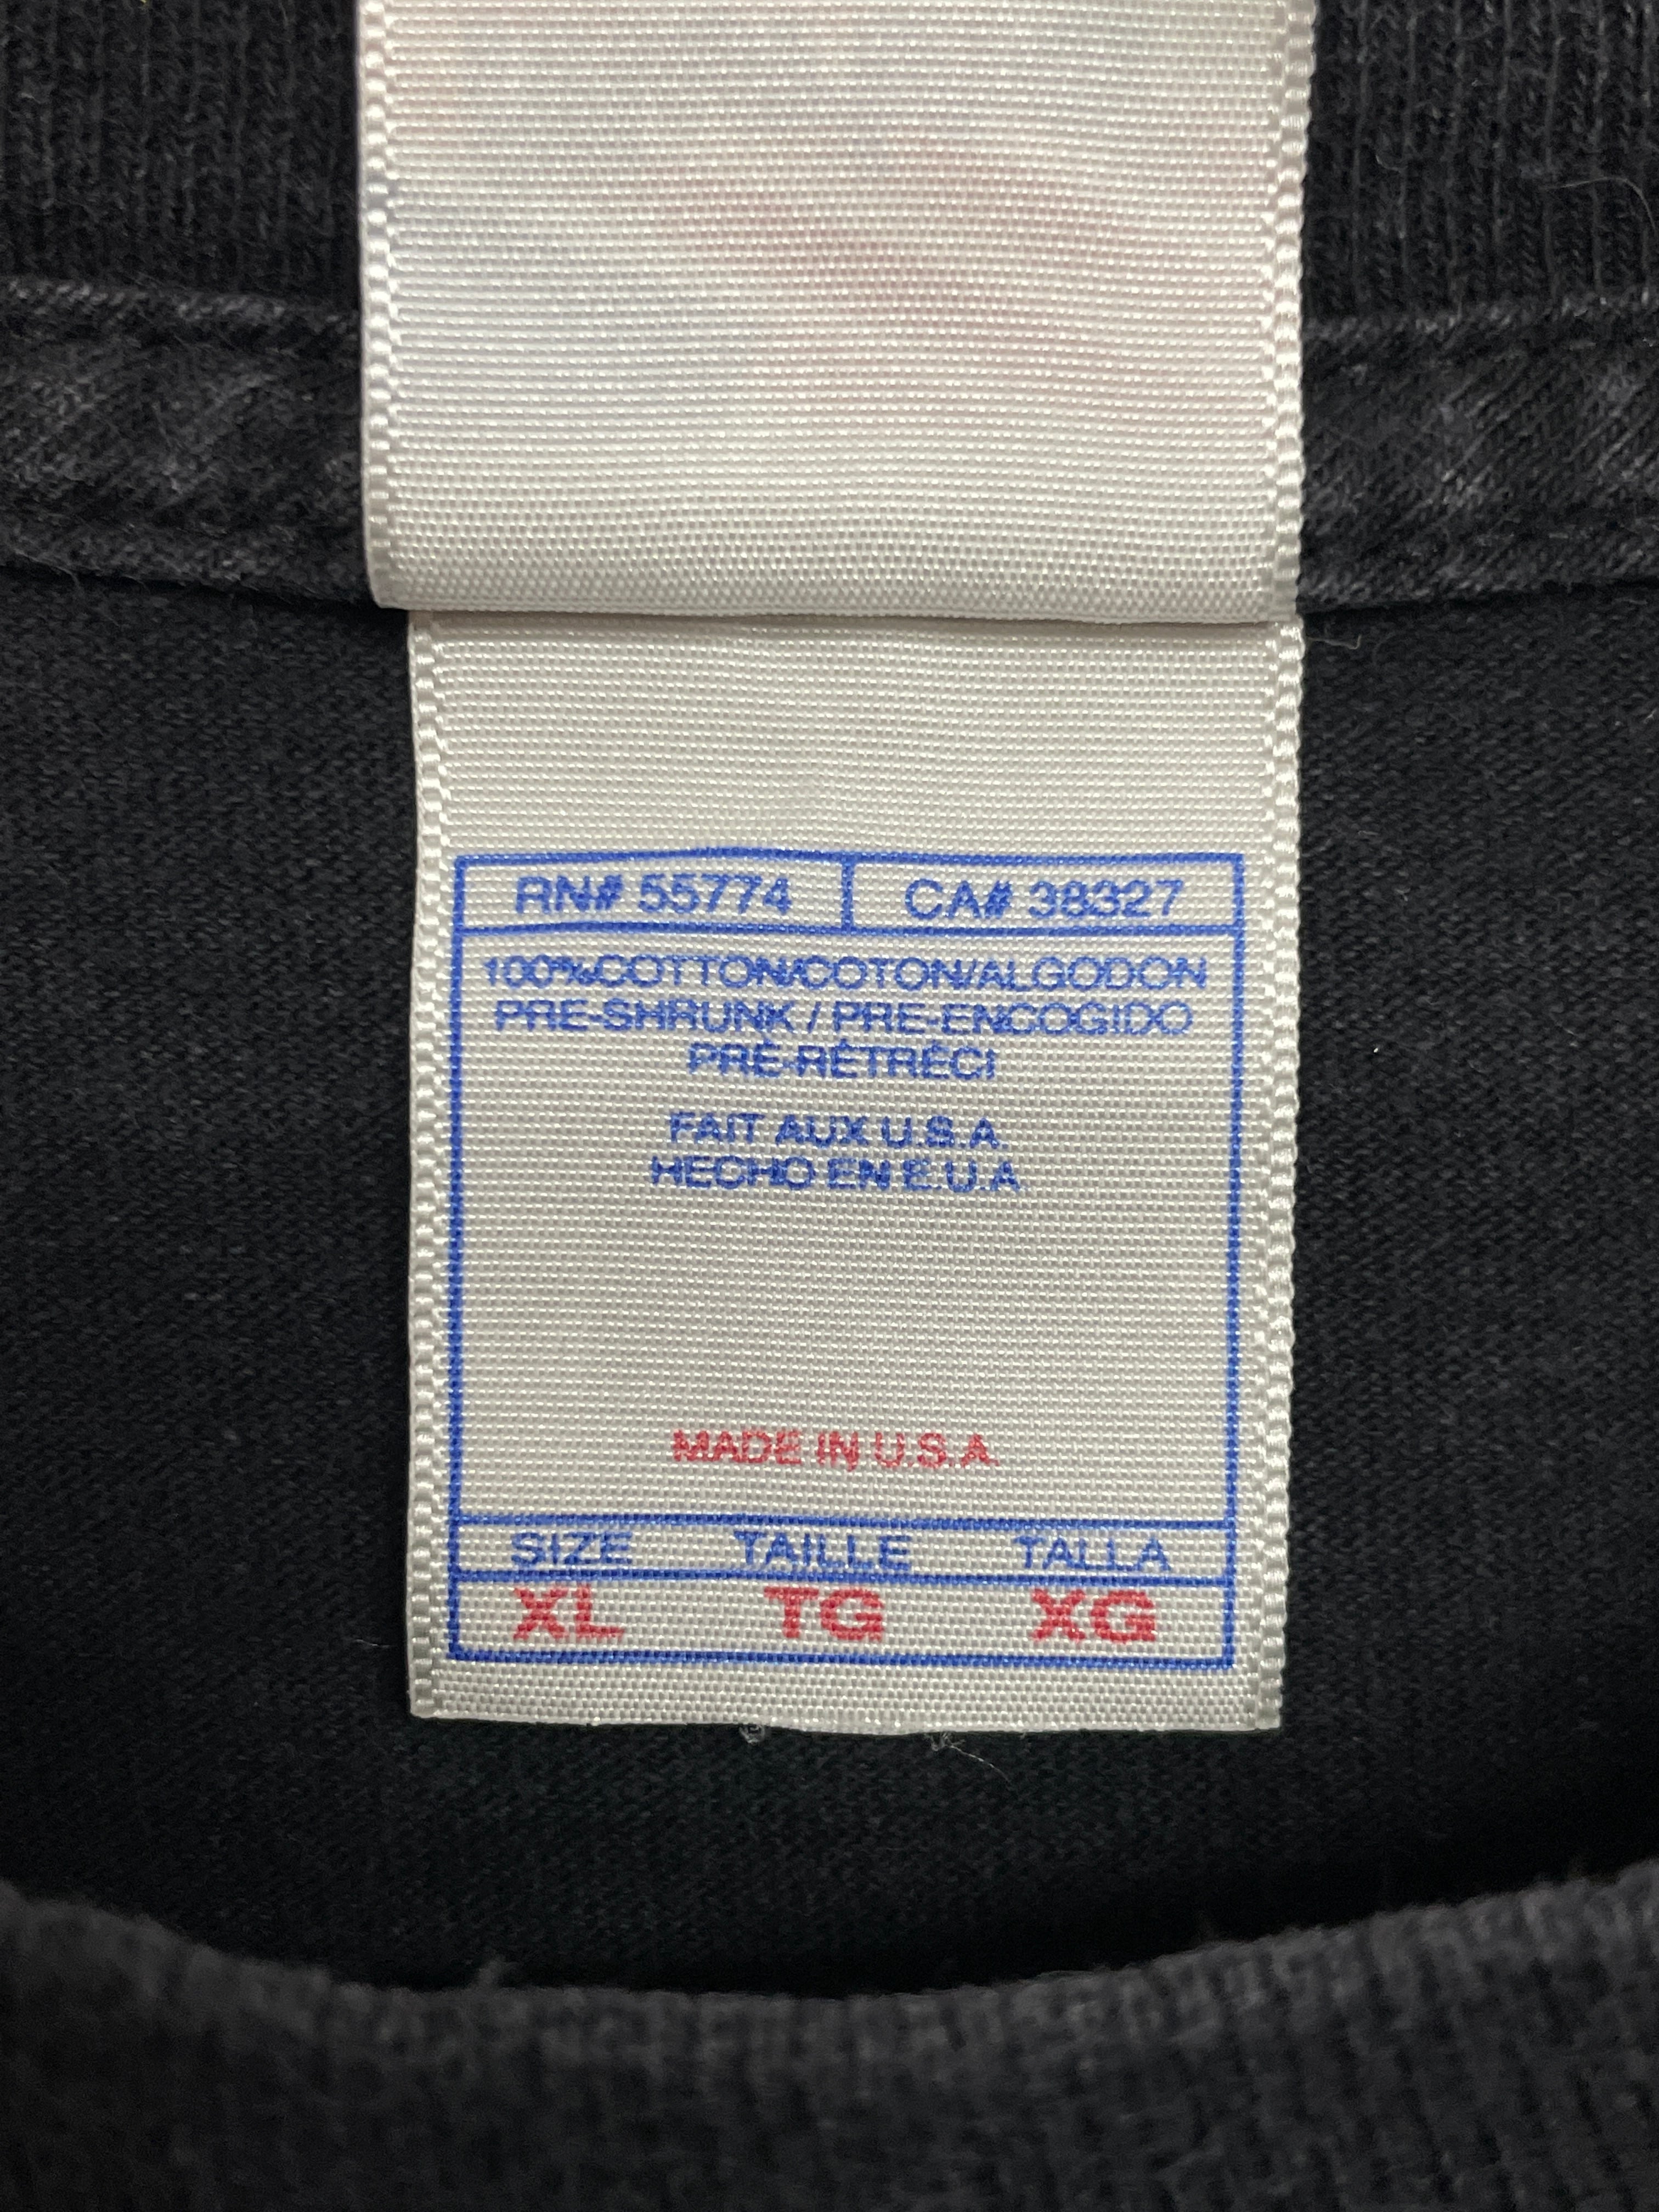 RN# 55774 CA# 38327
100%COTTON/COTON/ALGODON
PRE-SHRUNK / PRE-ENCOGIDO
PRÉ-RÉTRÉCI
FAIT AUX U.S.A.
HECHO EN E.U.A.
MADE IN U.S.A.
SIZE TAILLE TALLA
XL TG XG